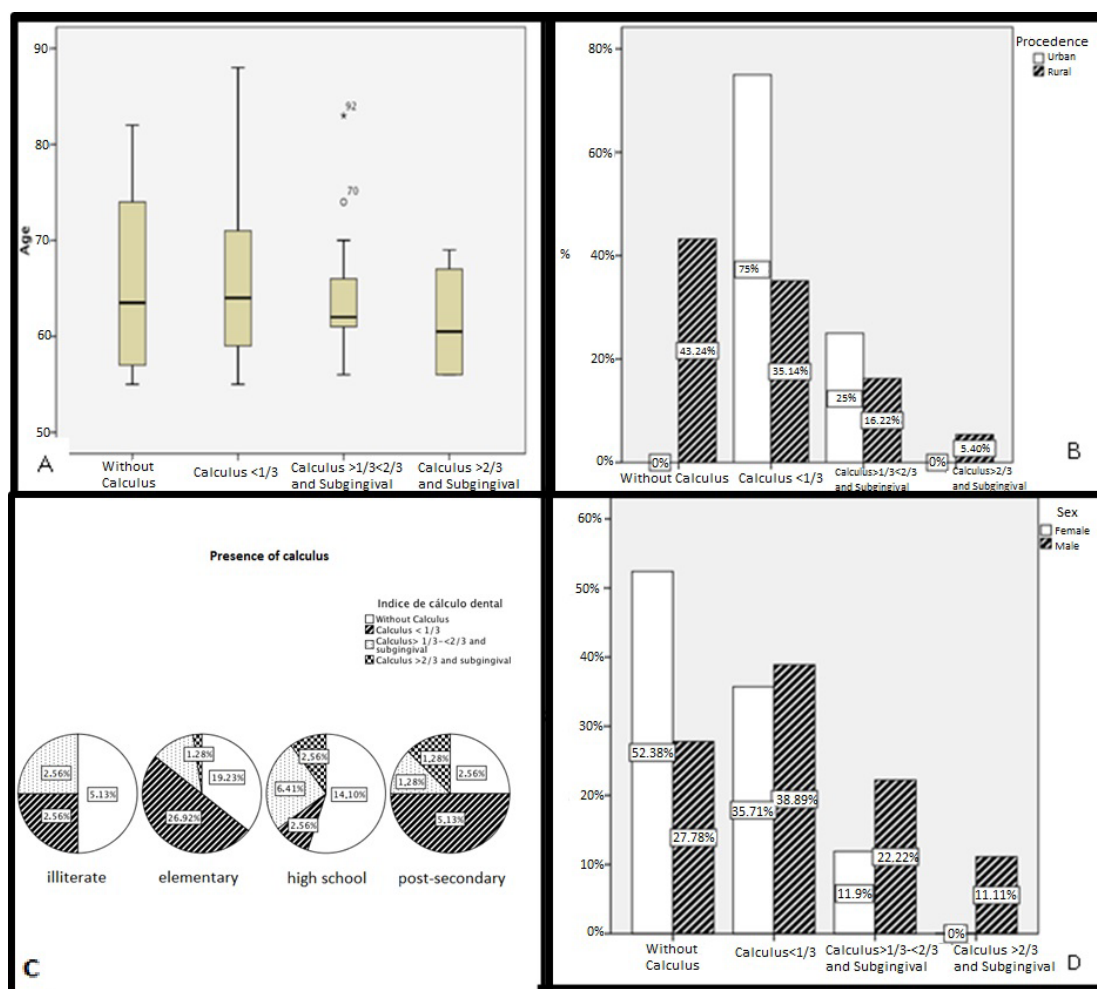 90
80
70
60
50
Age
92
70
A
Without Calculus
Calculus <1/3
Calculus >1/3<2/3 and Subgingival
Calculus >2/3 and Subgingival
Procedence
Urban
Rural
80%
60%
%
40%
20%
0%
0%
43.24%
75%
35.14%
25%
16.22%
0%
5.40%
B
Without Calculus
Calculus <1/3
Calculus>1/3<2/3 and Subgingival
Calculus>2/3 and Subgingival
Presence of calculus
Indice de cálculo dental
Without Calculus
Calculus < 1/3
Calculus> 1/3-<2/3 and
subgingival
Calculus >2/3 and subgingival
2,56%
5,13%
2,56%
1,28%
19,23%
26,92%
2,56%
6,41%
14,10%
2,56%
1,28%
1,28%
2,56%
5,13%
illiterate
elementary
high school
post-secondary
C
Sex
Female
Male
60%
50%
40%
30%
20%
10%
0%
52.38%
27.78%
35.71%
38.89%
11.9%
22.22%
0%
11.11%
Without Calculus
Calculus<1/3
Calculus>1/3-<2/3 and Subgingival
Calculus >2/3 and Subgingival
D